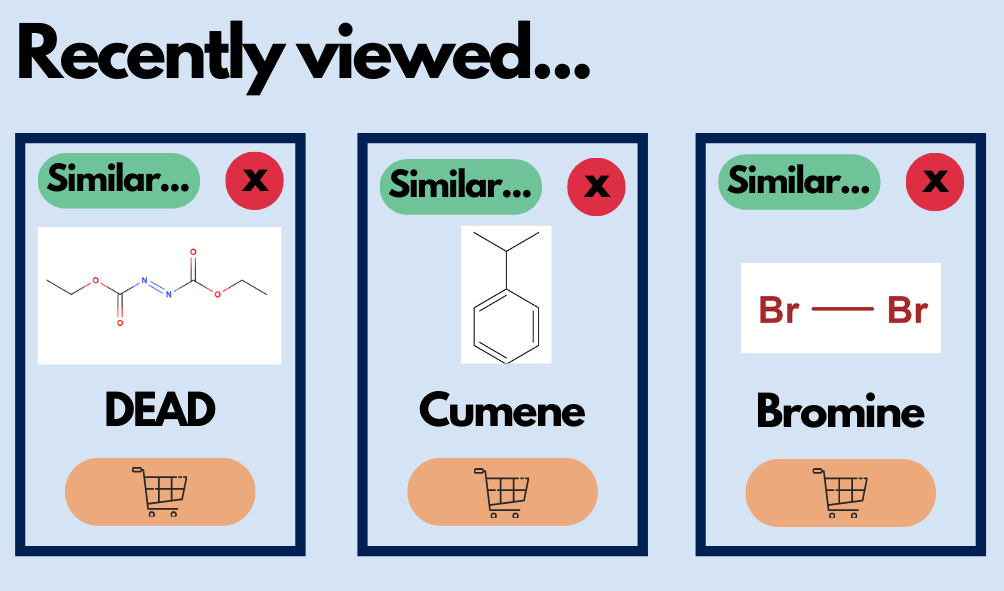 Recently viewed...
Similar... x
Similar... x
Similar... x
O
O
N
N
O
O
Br Br
DEAD
Cumene
Bromine